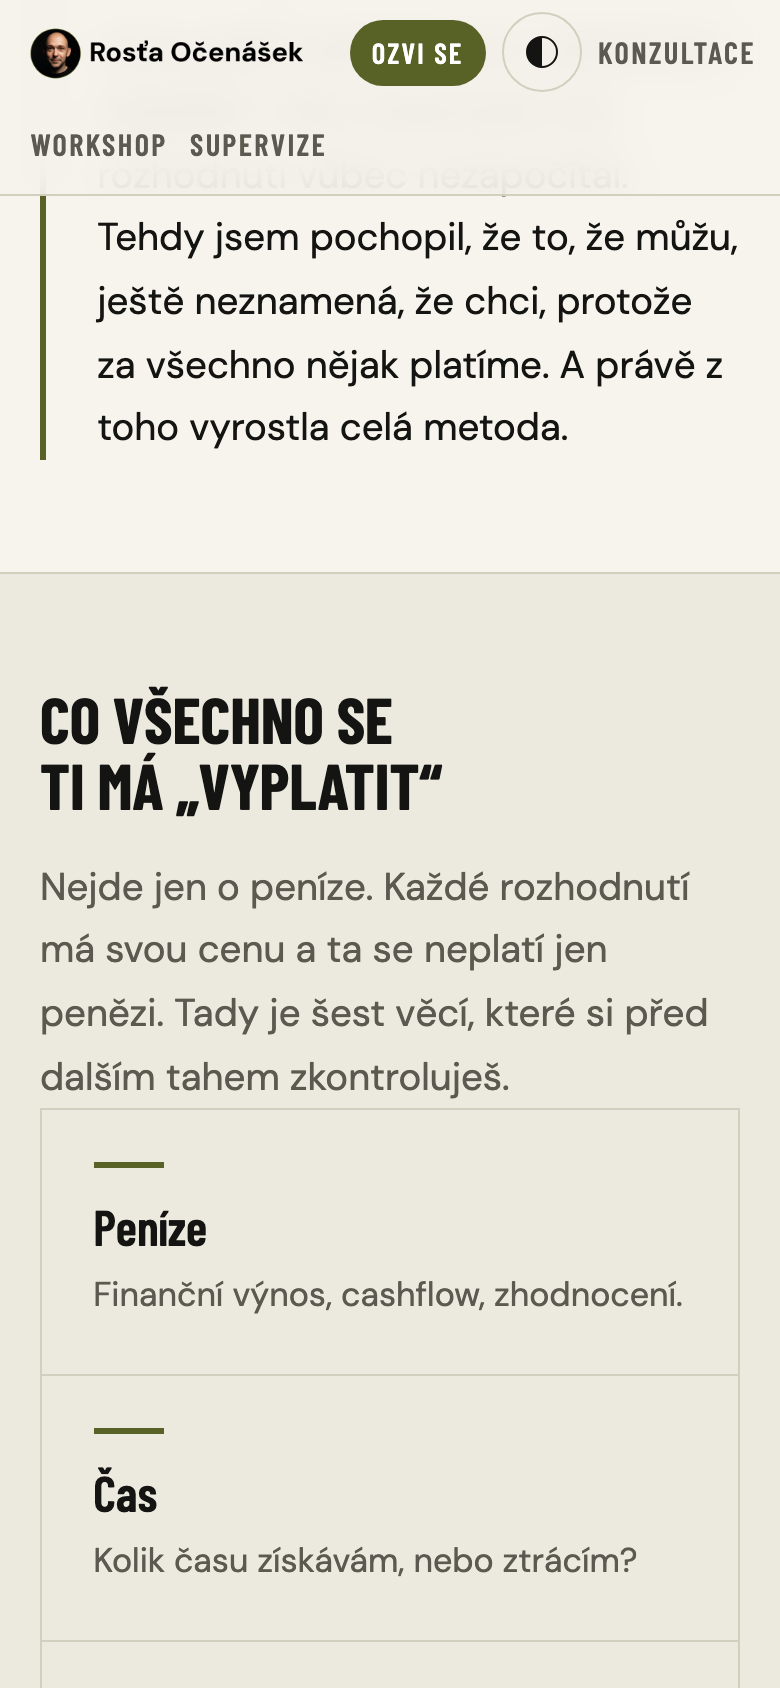 Rosťa Očenášek
OZVI SE
KONZULTACE
WORKSHOP SUPERVIZE
rozhodnutí vůbec nezapočítal.
Tehdy jsem pochopil, že to, že můžu,
ještě neznamená, že chci, protože
za všechno nějak platíme. A právě z
toho vyrostla celá metoda.
CO VŠECHNO SE
TI MÁ „VYPLATIT“
Nejde jen o peníze. Každé rozhodnutí
má svou cenu a ta se neplatí jen
penězi. Tady je šest věcí, které si před
dalším tahem zkontroluješ.
Peníze
Finanční výnos, cashflow, zhodnocení.
Čas
Kolik času získávám, nebo ztrácím?